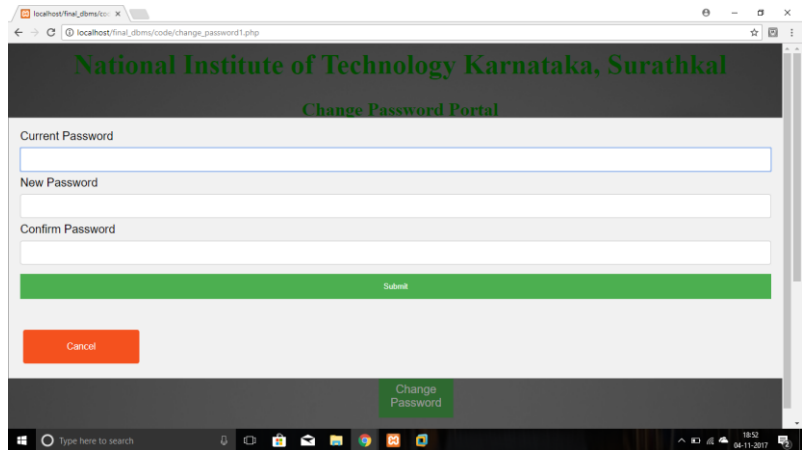 localhost/final_dbms/co
localhost/final_dbms/code/change_password1.php
National Institute of Technology Karnataka, Surathkal
Change Password Portal
Current Password
New Password
Confirm Password
Submit
Cancel
Change
Password
Type here to search
18:52
04-11-2017